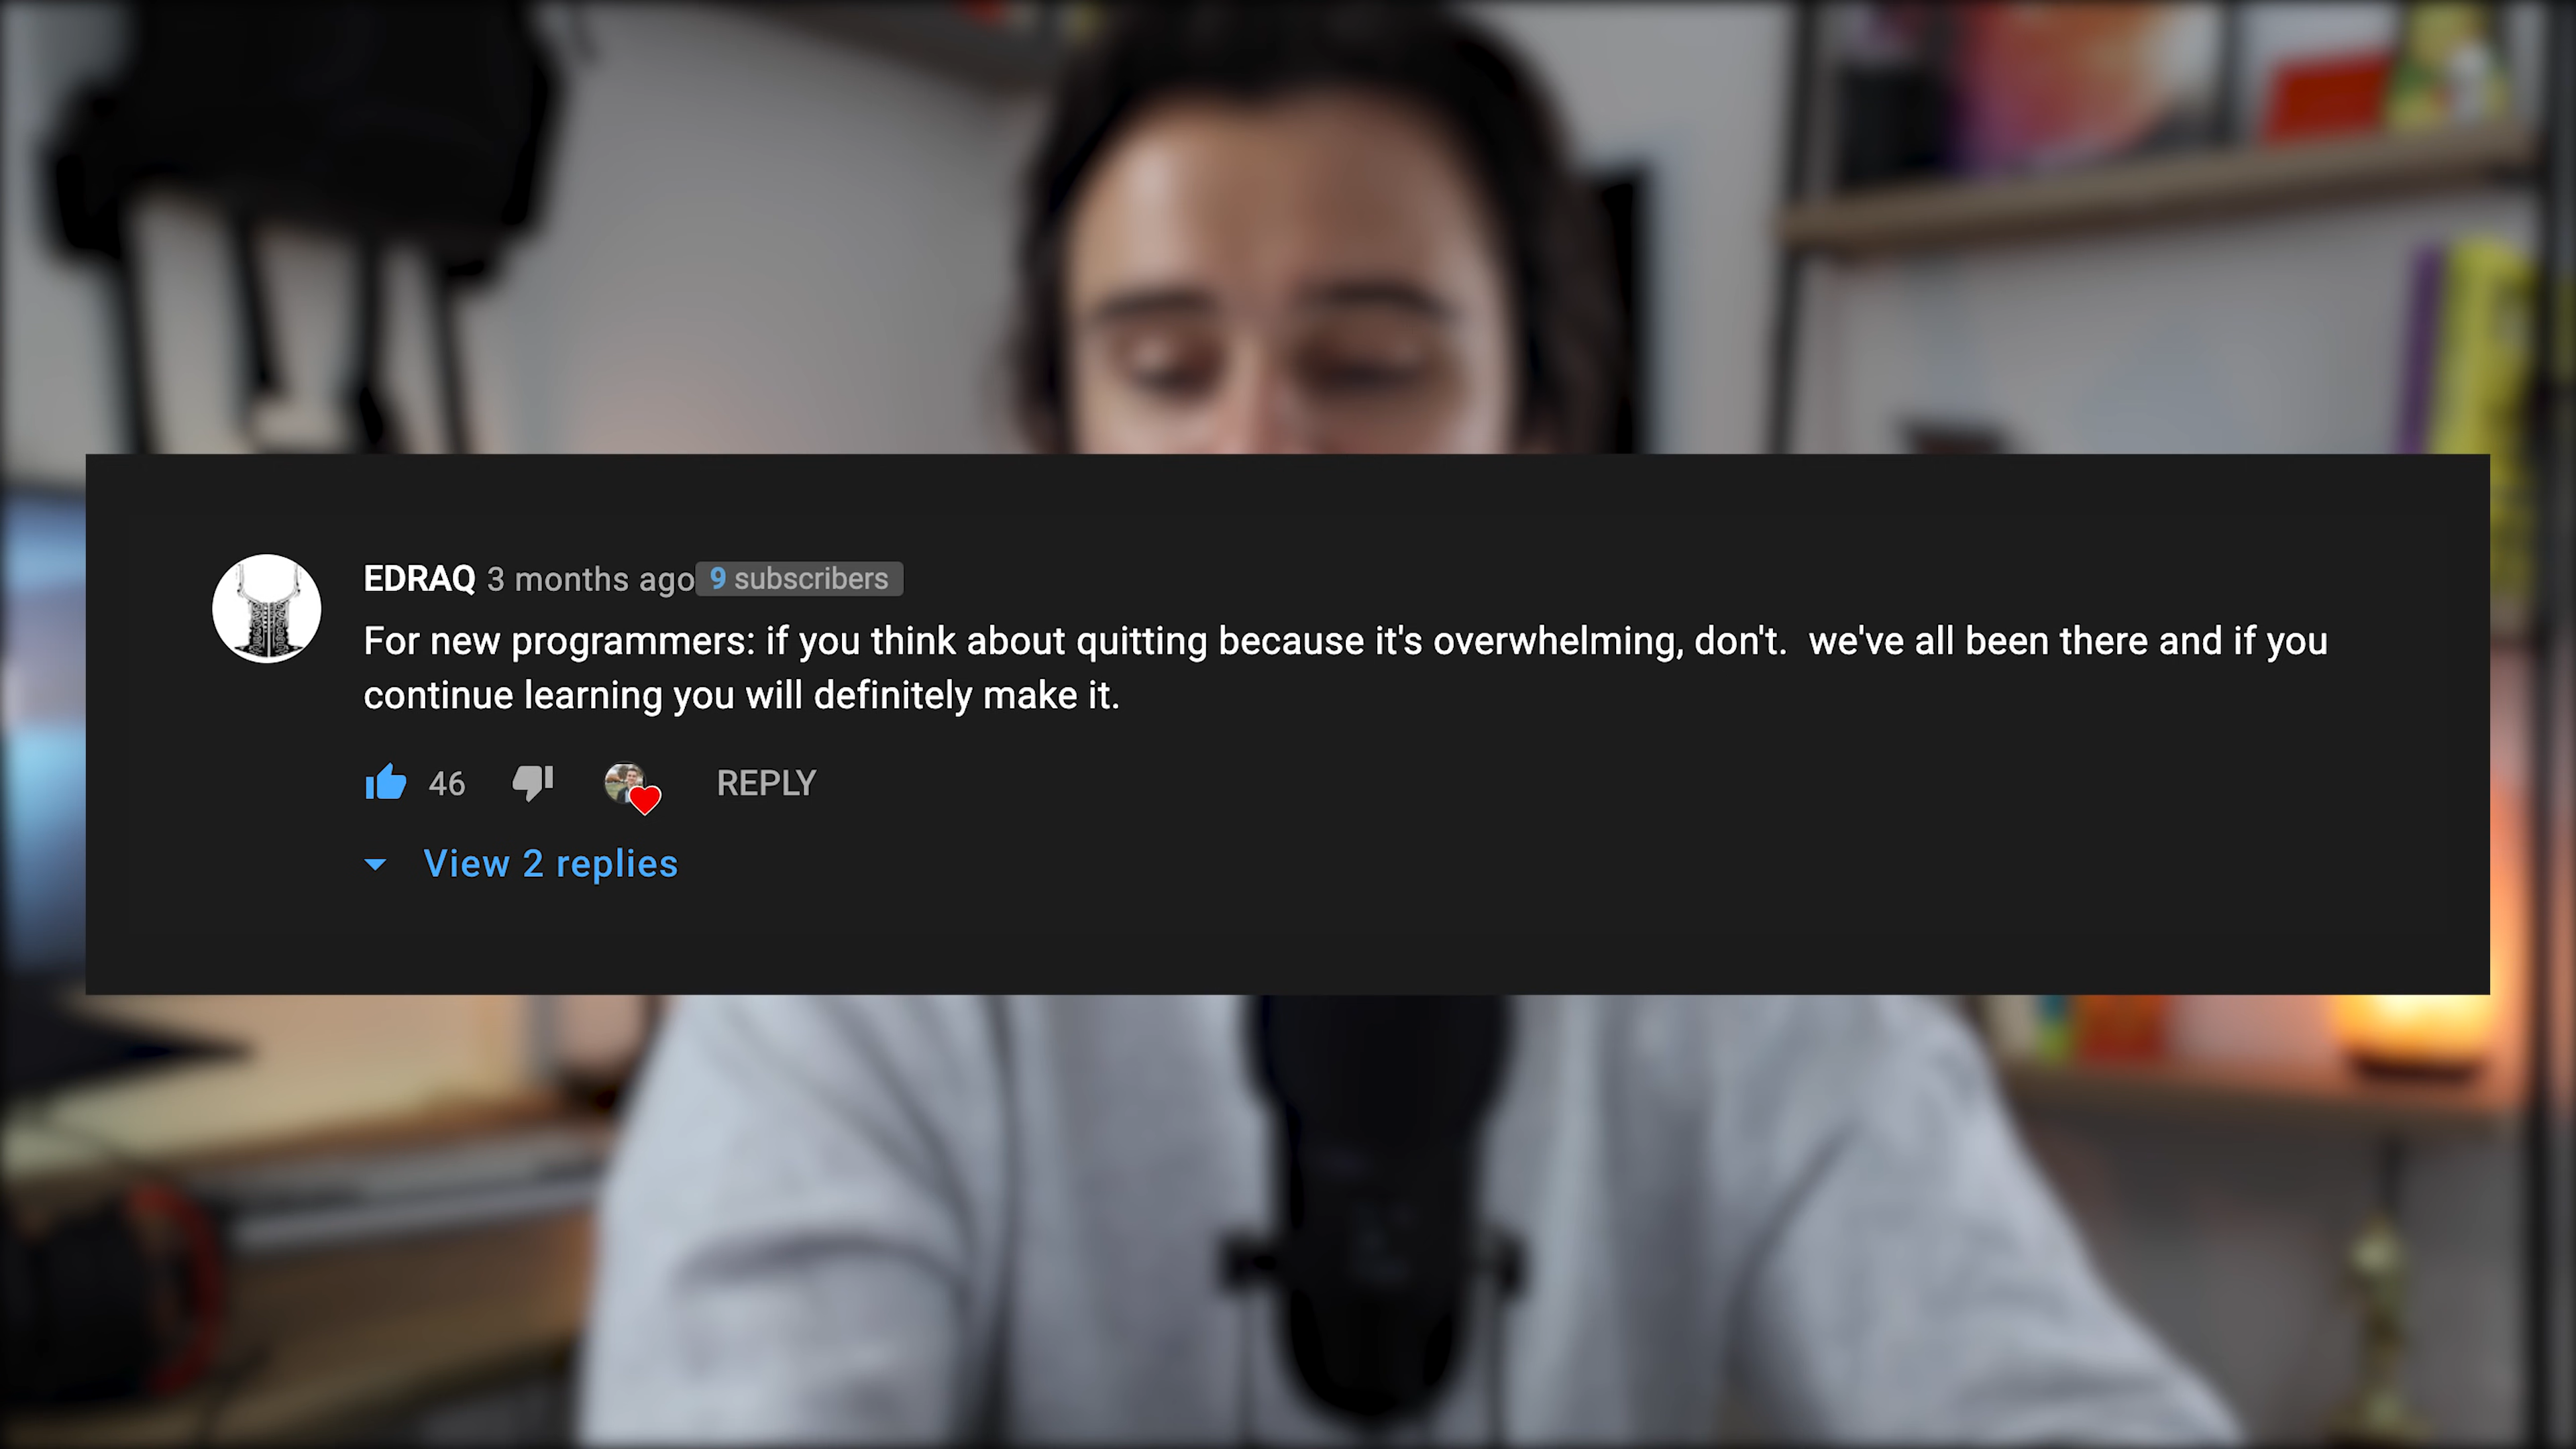 EDRAQ 3 months ago 9 subscribers
For new programmers: if you think about quitting because it's overwhelming, don't.  we've all been there and if you
continue learning you will definitely make it.
46 REPLY
View 2 replies